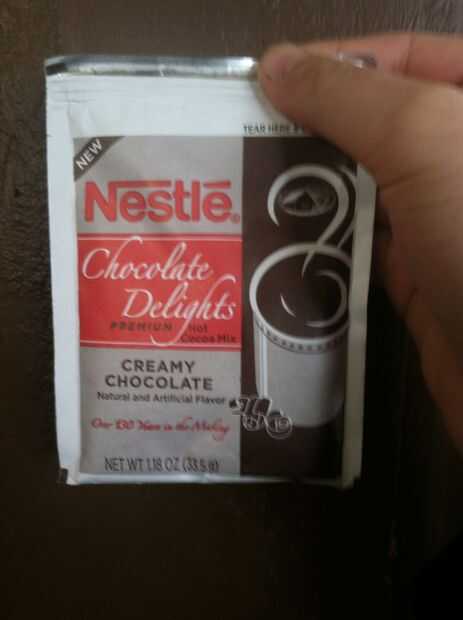 TEAR HERE
NEW
Nestlé®
Chocolate
Delights
PREMIUM Hot
Cocoa Mix
CREAMY
CHOCOLATE
Natural and Artificial Flavor
Over 130 Years in the Making
NET WT 1.18 OZ (33.5 g)